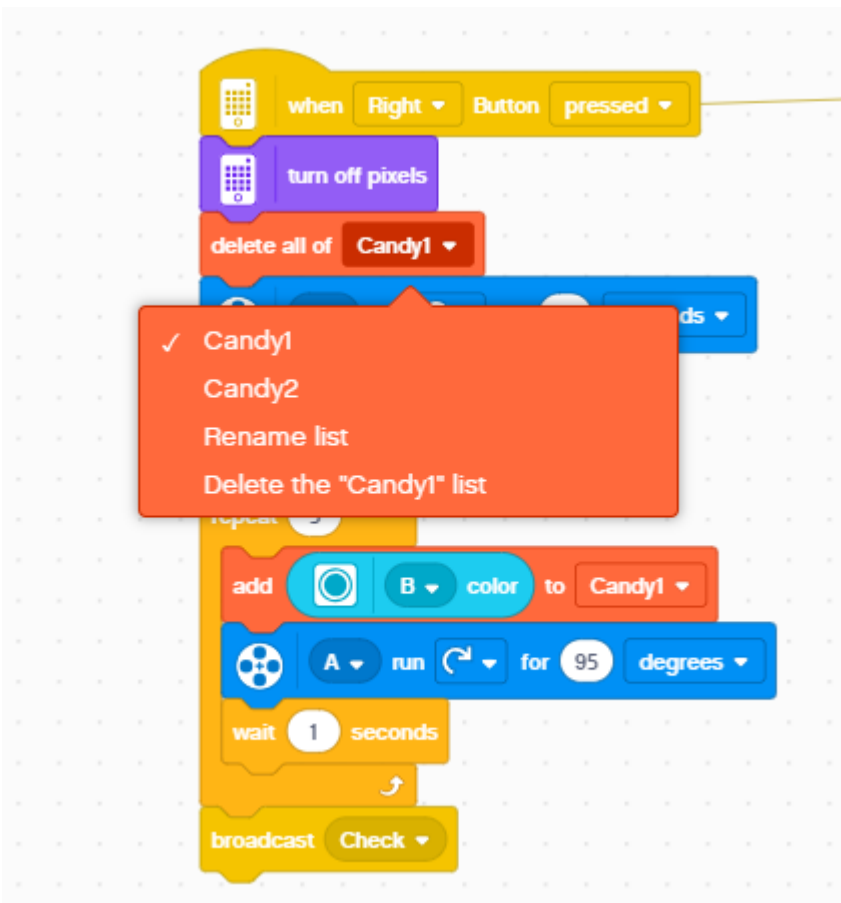 when Right Button pressed
turn off pixels
delete all of Candy1
ds
✓ Candy1
Candy2
Rename list
Delete the "Candy1" list
repeat
add B color to Candy1
A run for 95 degrees
wait 1 seconds
broadcast Check